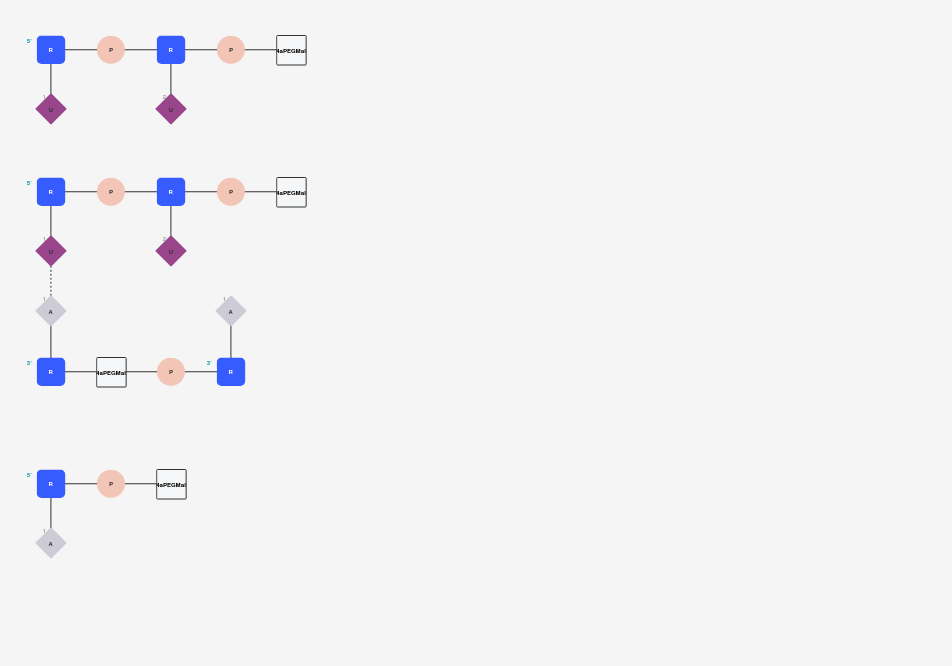 5' R P R P 4aPEGMal
1 U 2 U
5' R P R P 4aPEGMal
1 U 2 U
1 A 1 A
3' R 4aPEGMal P 3' R
5' R P 4aPEGMal
1 A